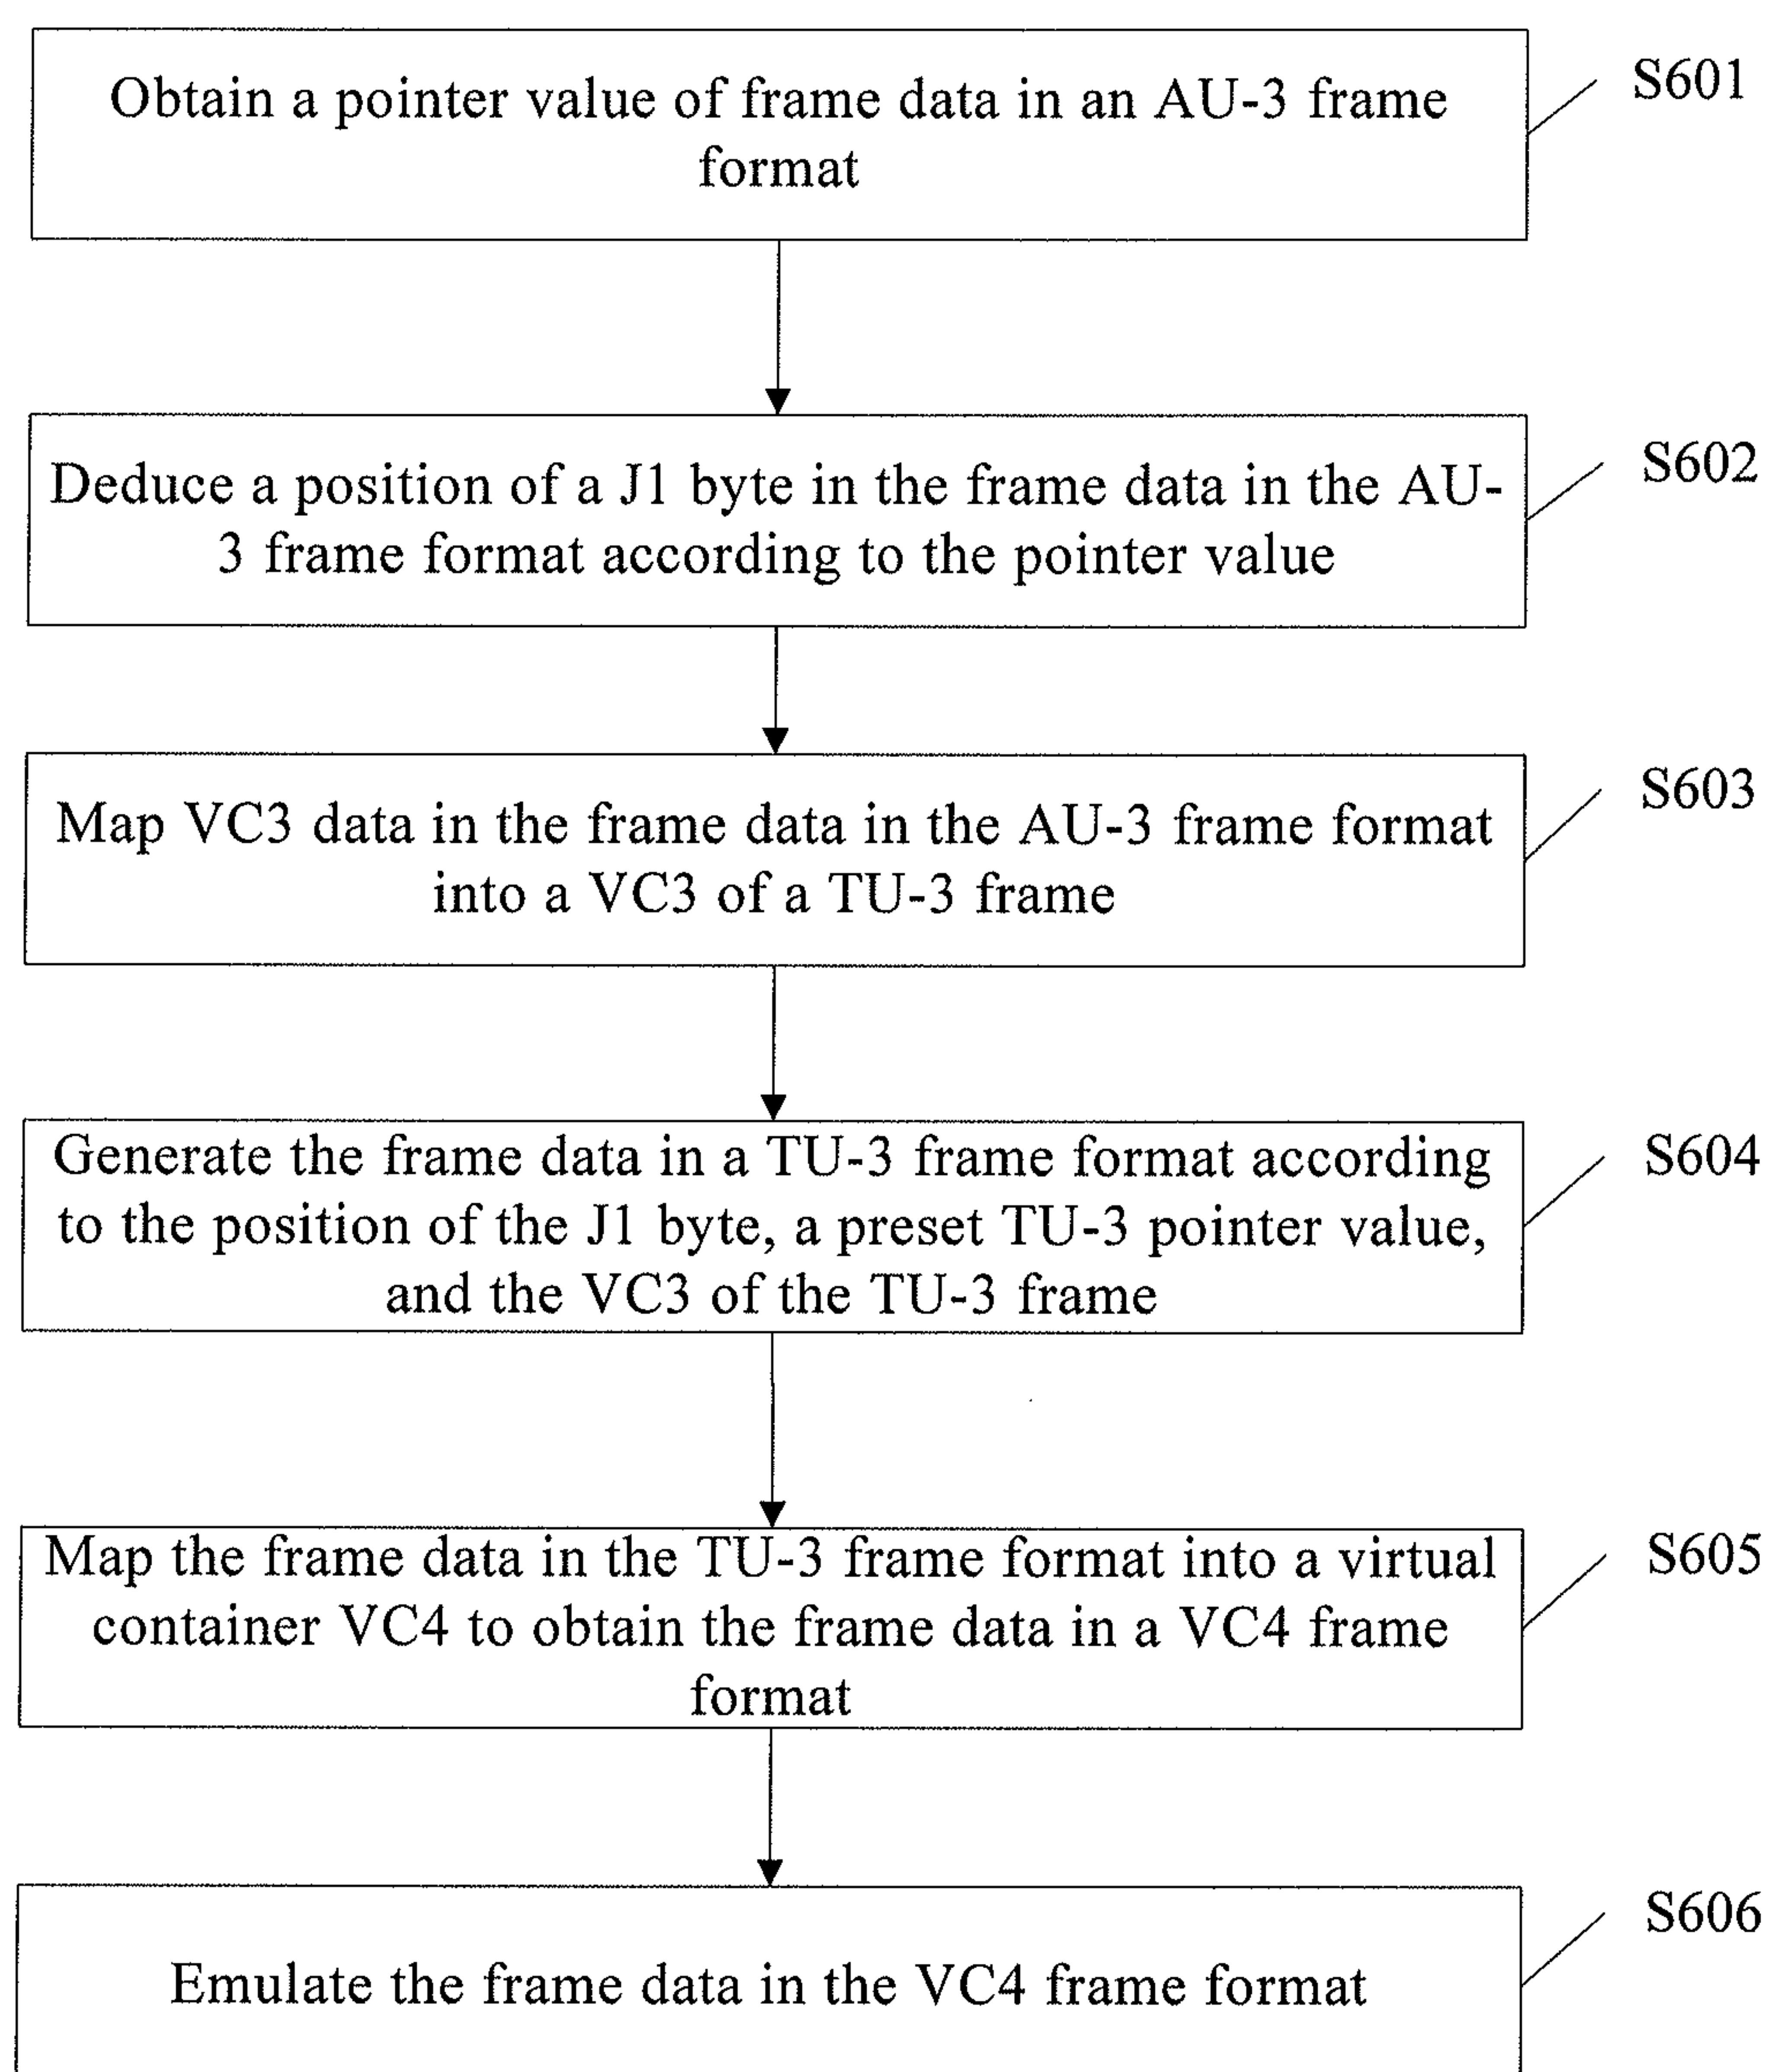 Obtain a pointer value of frame data in an AU-3 frame
format
S601
Deduce a position of a J1 byte in the frame data in the AU-
3 frame format according to the pointer value
S602
Map VC3 data in the frame data in the AU-3 frame format
into a VC3 of a TU-3 frame
S603
Generate the frame data in a TU-3 frame format according
to the position of the J1 byte, a preset TU-3 pointer value,
and the VC3 of the TU-3 frame
S604
Map the frame data in the TU-3 frame format into a virtual
container VC4 to obtain the frame data in a VC4 frame
format
S605
Emulate the frame data in the VC4 frame format
S606